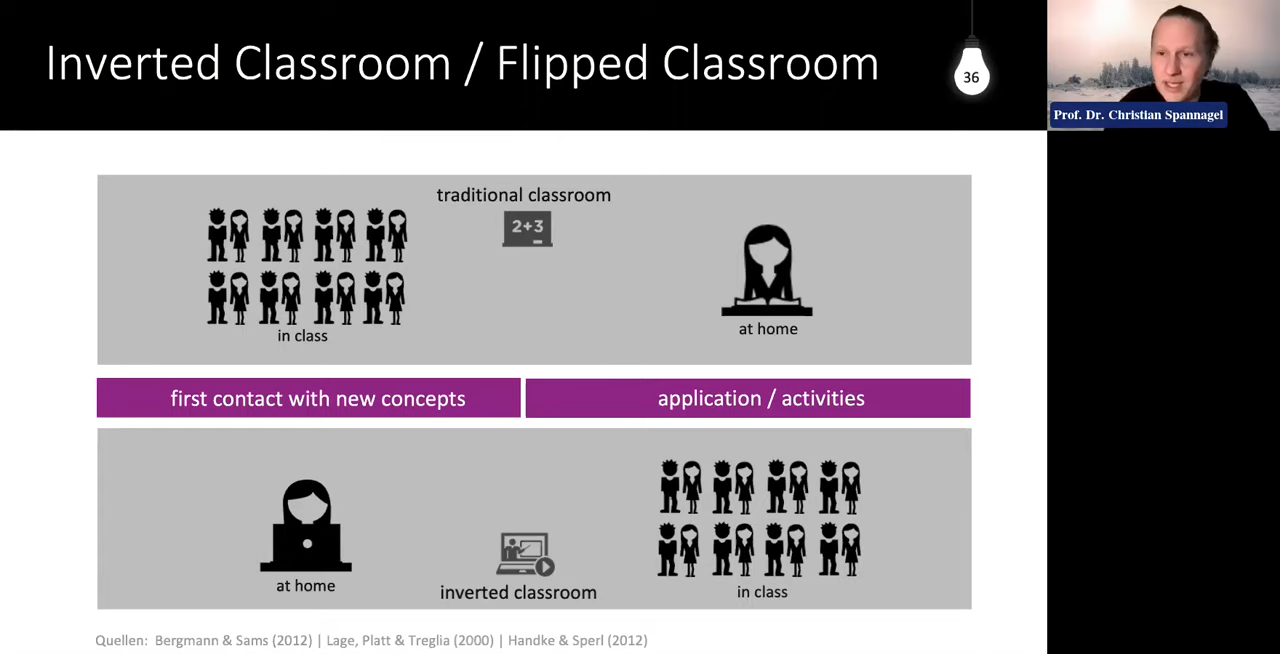 Inverted Classroom / Flipped Classroom
36
Prof. Dr. Christian Spannagel
traditional classroom
2+3
in class
at home
first contact with new concepts
application / activities
at home
inverted classroom
in class
Quellen: Bergmann & Sams (2012) | Lage, Platt & Treglia (2000) | Handke & Sperl (2012)